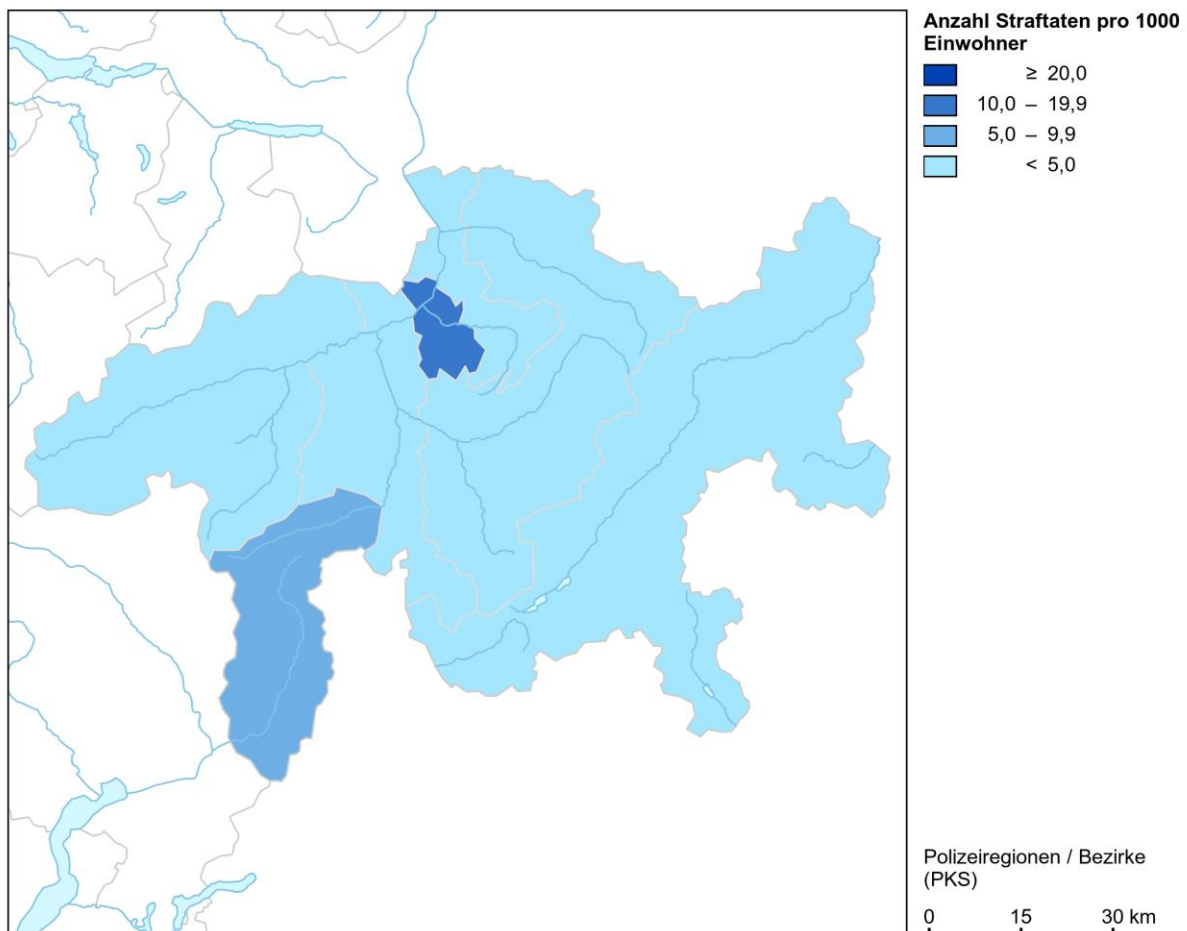 Anzahl Straftaten pro 1000
Einwohner
≥ 20,0
10,0 – 19,9
5,0 – 9,9
< 5,0
Polizeiregionen / Bezirke
(PKS)
0 15 30 km